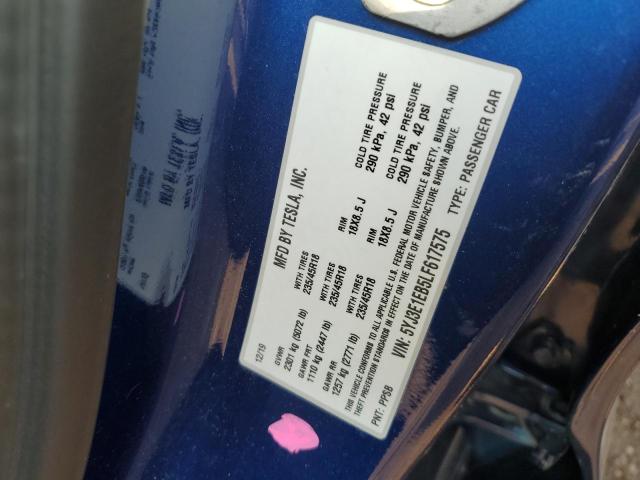 MFD BY TESLA, INC.
12/19
GVWR
2301 kg (5072 lb)
GAWR FRT WITH TIRES RIM COLD TIRE PRESSURE
1110 kg (2447 lb) 235/45R18 18X8.5 J 290 kPa, 42 psi
GAWR RR WITH TIRES RIM COLD TIRE PRESSURE
1257 kg (2771 lb) 235/45R18 18X8.5 J 290 kPa, 42 psi
THIS VEHICLE CONFORMS TO ALL APPLICABLE U.S. FEDERAL MOTOR VEHICLE SAFETY, BUMPER, AND
THEFT PREVENTION STANDARDS IN EFFECT ON THE DATE OF MANUFACTURE SHOWN ABOVE.
VIN: 5YJ3E1EB5LF617575 TYPE: PASSENGER CAR
PNT: PPSB